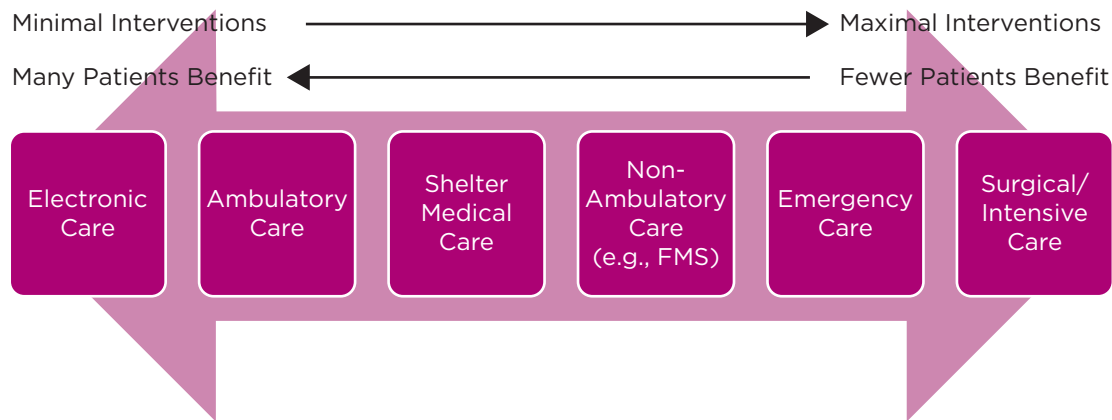 Minimal Interventions
Maximal Interventions
Many Patients Benefit
Fewer Patients Benefit
Electronic
Care
Ambulatory
Care
Shelter
Medical
Care
Non-
Ambulatory
Care
(e.g., FMS)
Emergency
Care
Surgical/
Intensive
Care